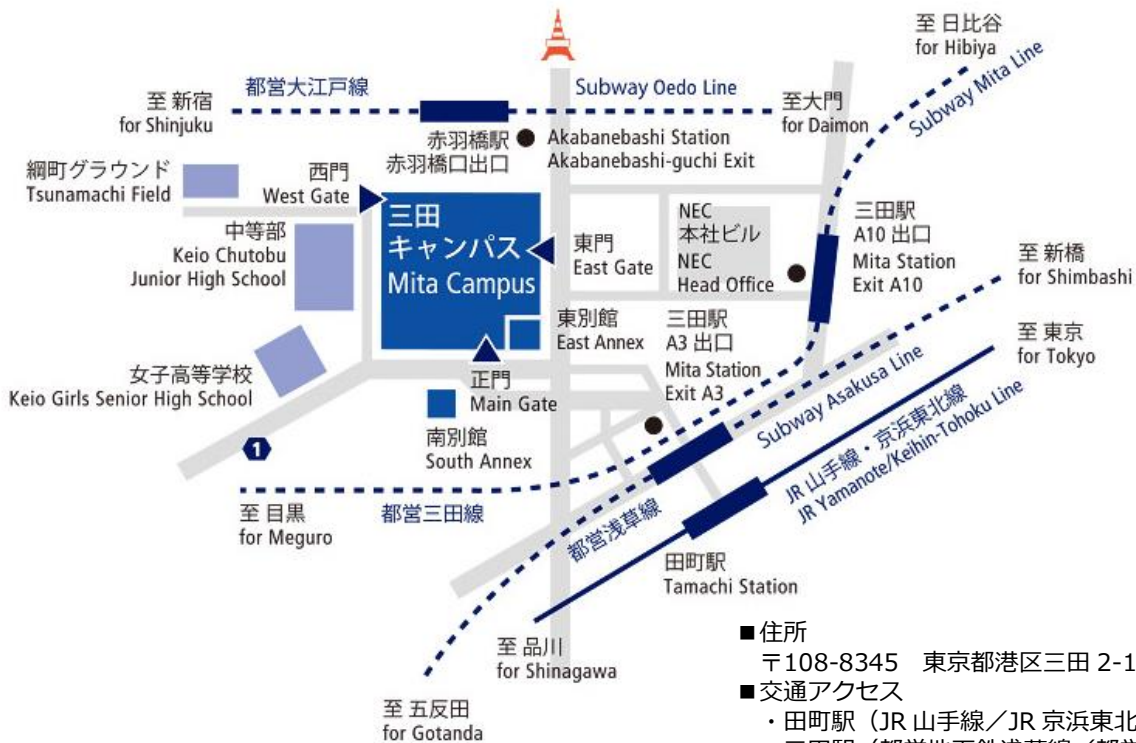 至 日比谷
for Hibiya
Subway Mita Line
都営大江戸線
Subway Oedo Line
至 新宿
for Shinjuku
至大門
for Daimon
赤羽橋駅
赤羽橋口出口
Akabanebashi Station
Akabanebashi-guchi Exit
綱町グラウンド
Tsunamachi Field
西門
West Gate
三田
キャンパス
Mita Campus
中等部
Keio Chutobu
Junior High School
東門
East Gate
NEC
本社ビル
NEC
Head Office
三田駅
A10 出口
Mita Station
Exit A10
至 新橋
for Shimbashi
東別館
East Annex
三田駅
A3 出口
Mita Station
Exit A3
至 東京
for Tokyo
女子高等学校
Keio Girls Senior High School
正門
Main Gate
Subway Asakusa Line
JR 山手線・京浜東北線
JR Yamanote/Keihin-Tohoku Line
南別館
South Annex
1
至 目黒
for Meguro
都営三田線
都営浅草線
田町駅
Tamachi Station
至 品川
for Shinagawa
至 五反田
for Gotanda
■住所
〒108-8345 東京都港区三田 2-1
■交通アクセス
・田町駅（JR 山手線／JR 京浜東北